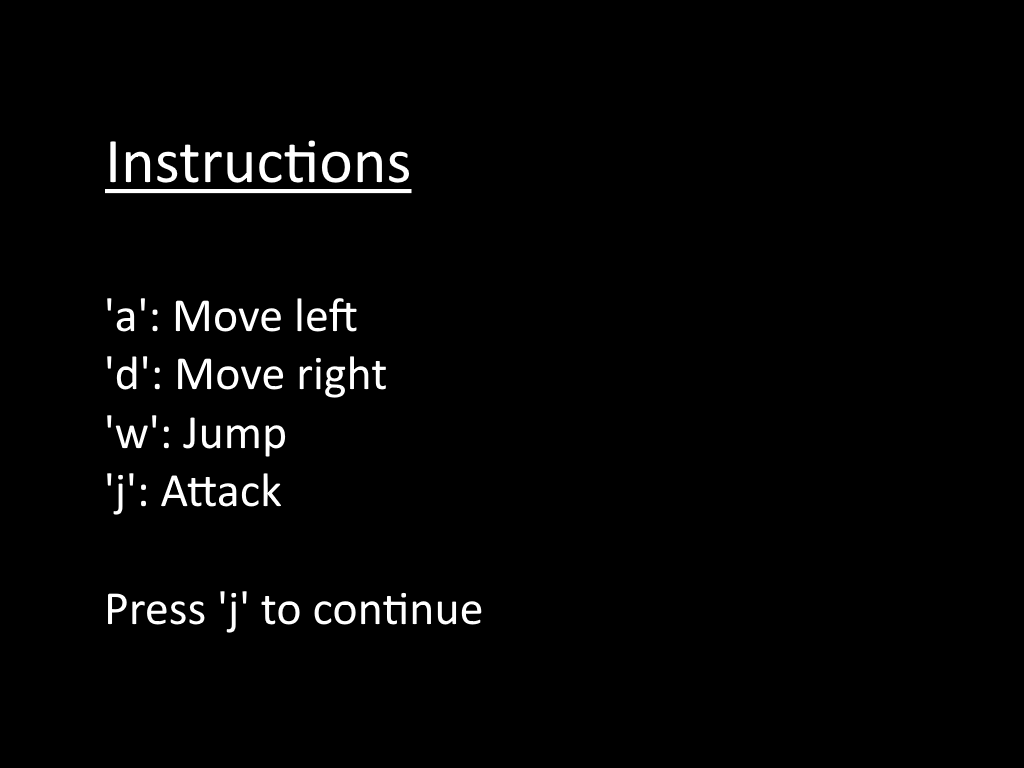 Instructions
'a': Move left
'd': Move right
'w': Jump
'j': Attack
Press 'j' to continue